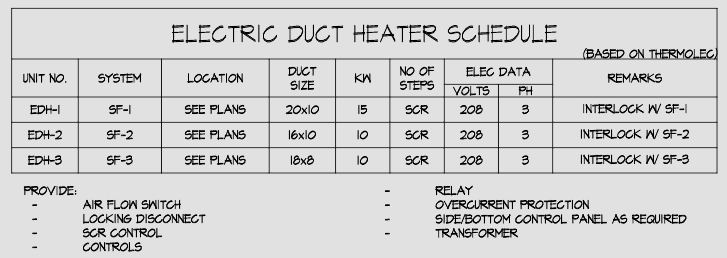 ELECTRIC DUCT HEATER SCHEDULE
(BASED ON THERMOLEC)
UNIT NO. SYSTEM LOCATION DUCT SIZE KW NO OF STEPS ELEC DATA VOLTS PH REMARKS
EDH-1 SF-1 SEE PLANS 20x10 15 SCR 208 3 INTERLOCK W/ SF-1
EDH-2 SF-2 SEE PLANS 16x10 10 SCR 208 3 INTERLOCK W/ SF-2
EDH-3 SF-3 SEE PLANS 18x8 10 SCR 208 3 INTERLOCK W/ SF-3
PROVIDE:
- AIR FLOW SWITCH
- LOCKING DISCONNECT
- SCR CONTROL
- CONTROLS
- RELAY
- OVERCURRENT PROTECTION
- SIDE/BOTTOM CONTROL PANEL AS REQUIRED
- TRANSFORMER